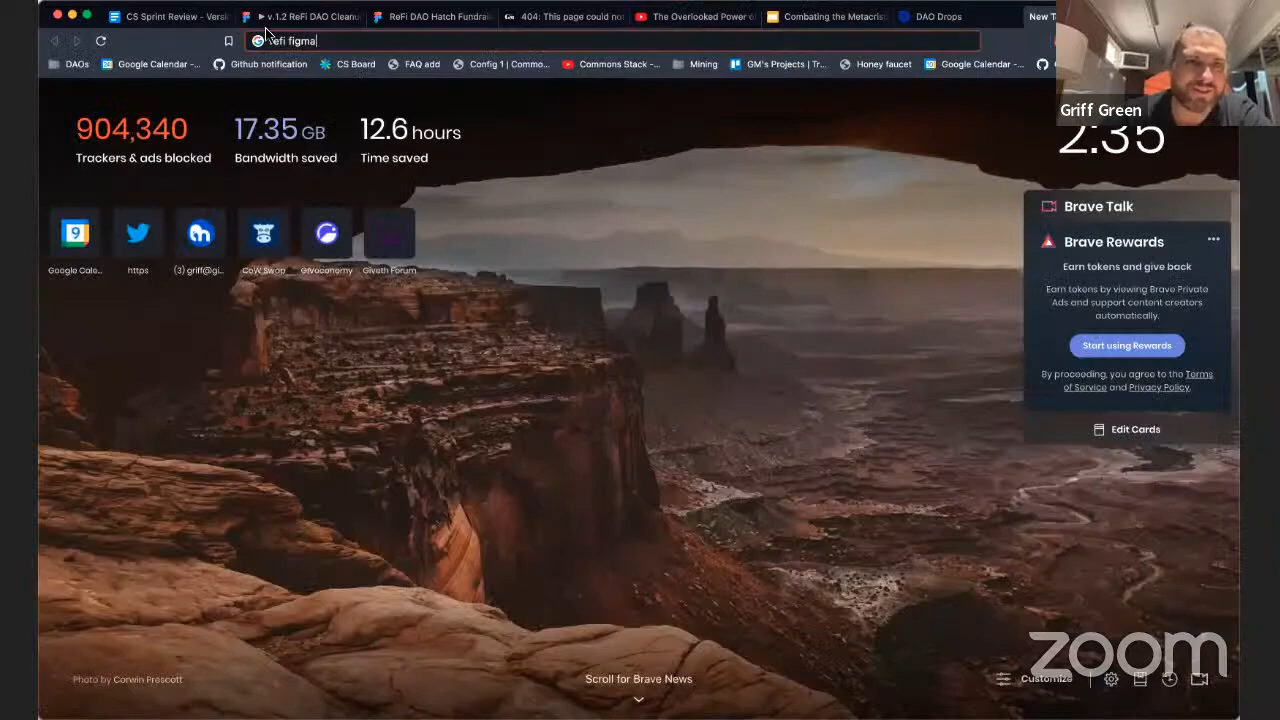 CS Sprint Review - Versi
v.1.2 ReFi DAO Cleanu
ReFi DAO Hatch Fundrais
404: This page could no
The Overlooked Power o
Combating the Metacris
DAO Drops
New T
refi figma
DAOs
Google Calendar -...
Github notification
CS Board
FAQ add
Config 1 | Commo...
Commons Stack -...
Mining
GM's Projects | Tr...
Honey faucet
Google Calendar -...
Griff Green
904,340
Trackers & ads blocked
17.35 GB
Bandwidth saved
12.6 hours
Time saved
2:35
Google Cale...
https
(3) griff@gi...
CoW Swap
Giveconomy
Giveth Forum
Brave Talk
Brave Rewards
Earn tokens and give back
Earn tokens by viewing Brave Private
Ads and support content creators
automatically.
Start using Rewards
By proceeding, you agree to the Terms
of Service and Privacy Policy.
Edit Cards
Photo by Corwin Prescott
Scroll for Brave News
Customize
zoom